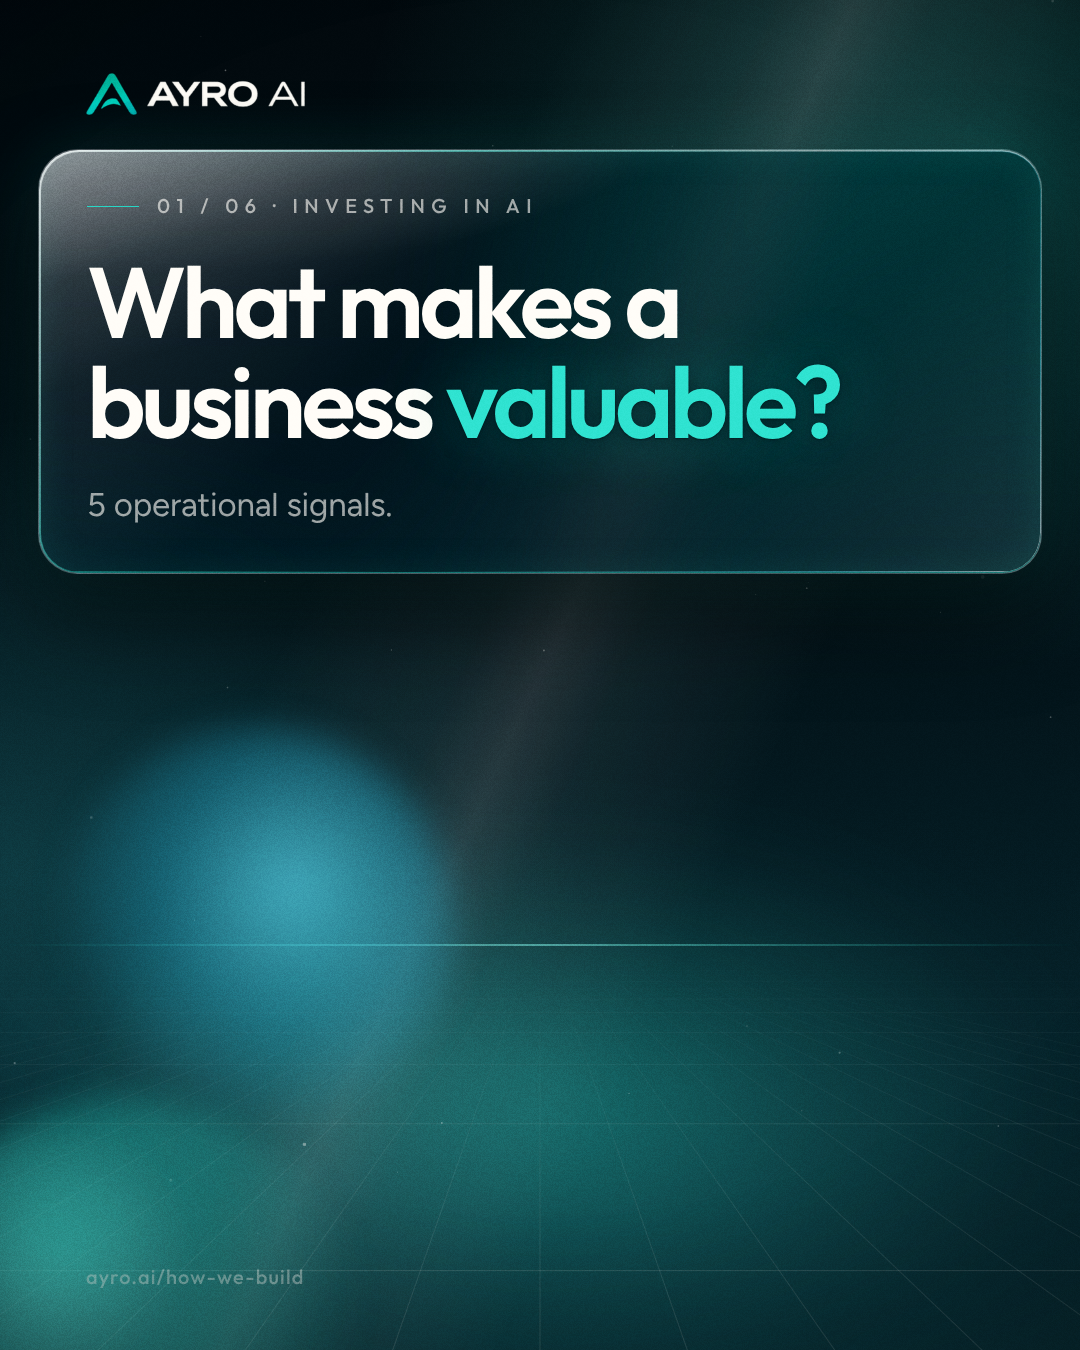 AYRO AI
01 / 06 · INVESTING IN AI
What makes a
business valuable?
5 operational signals.
ayro.ai/how-we-build